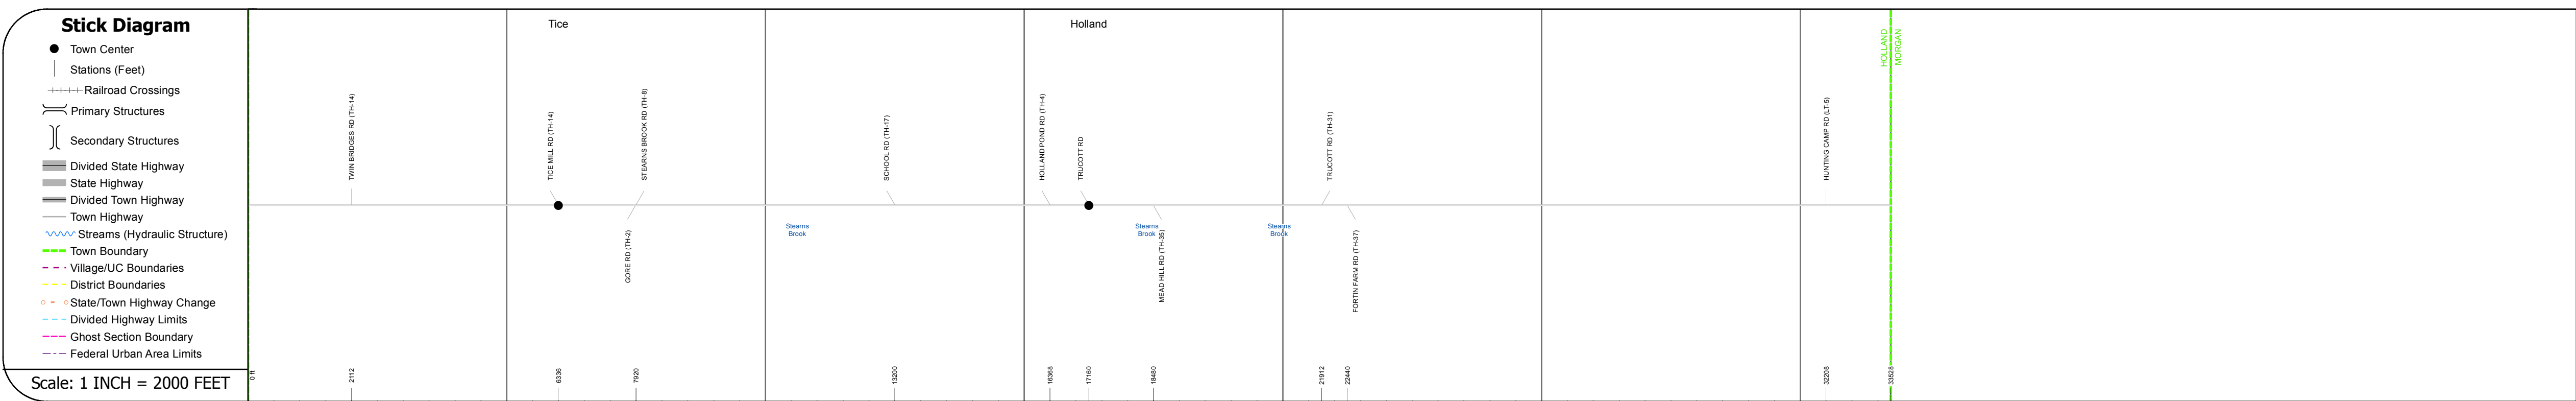 Stick Diagram
Town Center
Stations (Feet)
Railroad Crossings
Primary Structures
Secondary Structures
Divided State Highway
State Highway
Divided Town Highway
Town Highway
Streams (Hydraulic Structure)
Town Boundary
Village/UC Boundaries
District Boundaries
State/Town Highway Change
Divided Highway Limits
Ghost Section Boundary
Federal Urban Area Limits
Scale: 1 INCH = 2000 FEET
Tice
Holland
HOLLAND
MORGAN
TWIN BRIDGES RD (TH-14)
TICE MILL RD (TH-14)
STEARNS BROOK RD (TH-8)
SCHOOL RD (TH-17)
HOLLAND POND RD (TH-4)
TRUCOTT RD
TRUCOTT RD (TH-31)
HUNTING CAMP RD (LT-5)
GORE RD (TH-2)
Stearns
Brook
Stearns
Brook
MEAD HILL RD (TH-35)
Stearns
Brook
FORTIN FARM RD (TH-37)
0 ft
2112
6336
7920
13200
16368
17160
18480
21912
22440
32208
33528